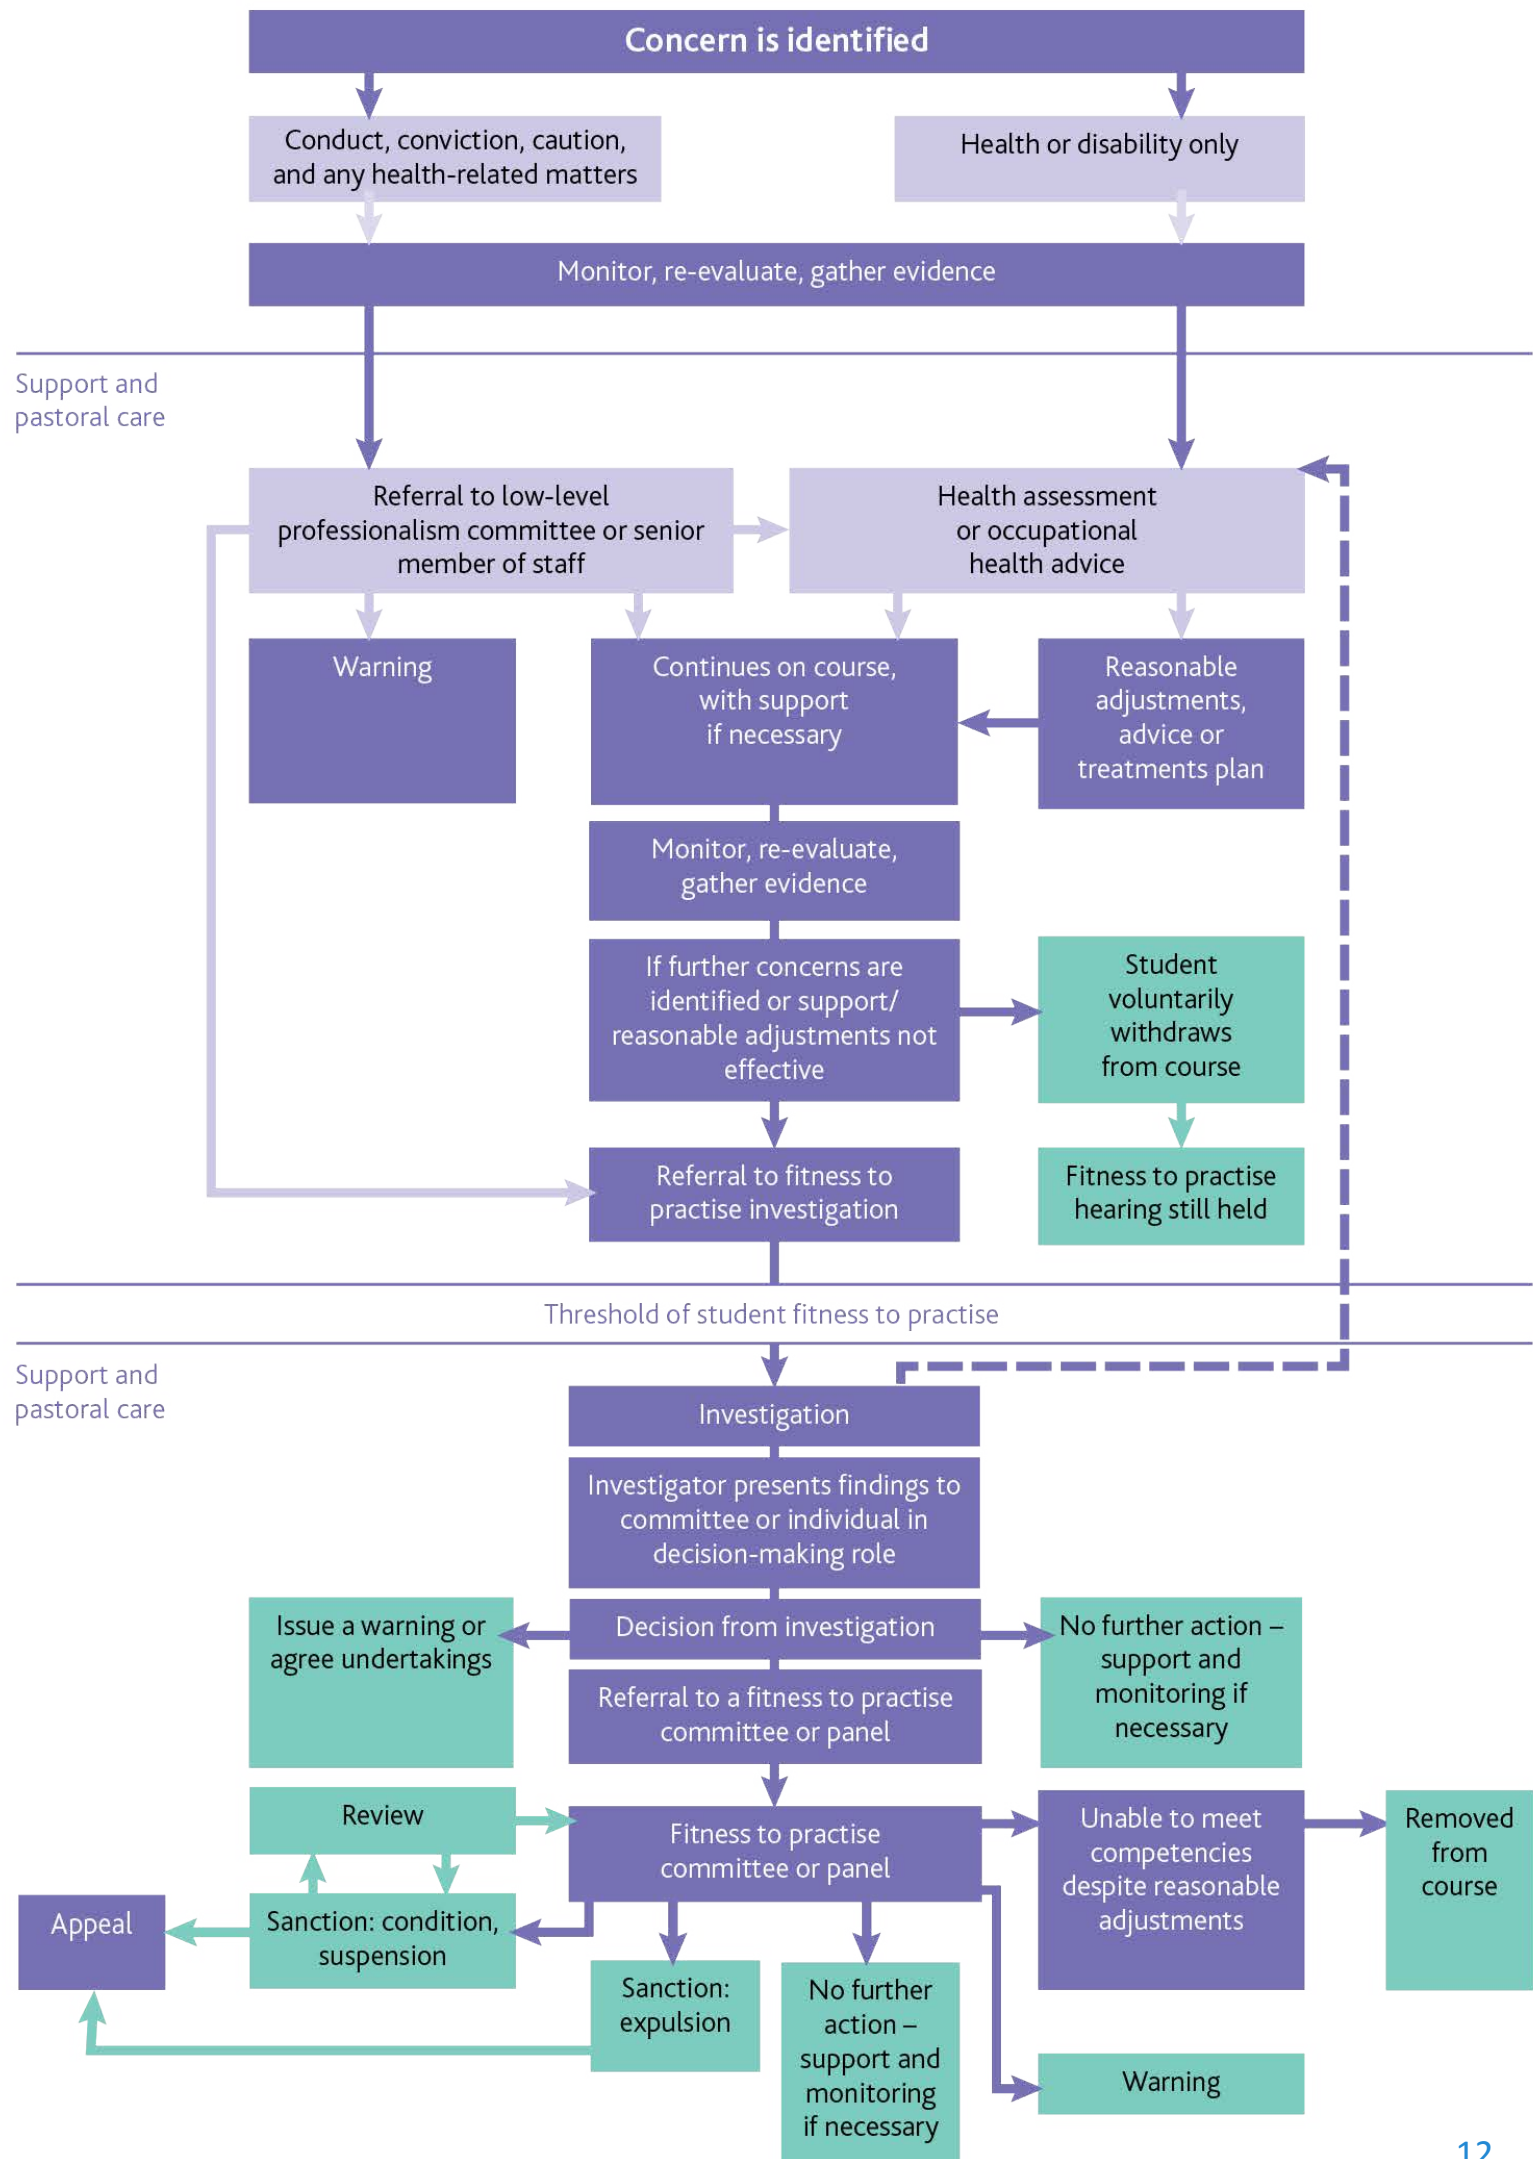 Concern is identified
Conduct, conviction, caution,
and any health-related matters
Health or disability only
Monitor, re-evaluate, gather evidence
Support and
pastoral care
Referral to low-level
professionalism committee or senior
member of staff
Health assessment
or occupational
health advice
Warning
Continues on course,
with support
if necessary
Reasonable
adjustments,
advice or
treatments plan
Monitor, re-evaluate,
gather evidence
If further concerns are
identified or support/
reasonable adjustments not
effective
Student
voluntarily
withdraws
from course
Referral to fitness to
practise investigation
Fitness to practise
hearing still held
Threshold of student fitness to practise
Support and
pastoral care
Investigation
Investigator presents findings to
committee or individual in
decision-making role
Issue a warning or
agree undertakings
Decision from investigation
No further action –
support and
monitoring if
necessary
Referral to a fitness to practise
committee or panel
Review
Fitness to practise
committee or panel
Unable to meet
competencies
despite reasonable
adjustments
Removed
from
course
Appeal
Sanction: condition,
suspension
Sanction:
expulsion
No further
action –
support and
monitoring
if necessary
Warning
12